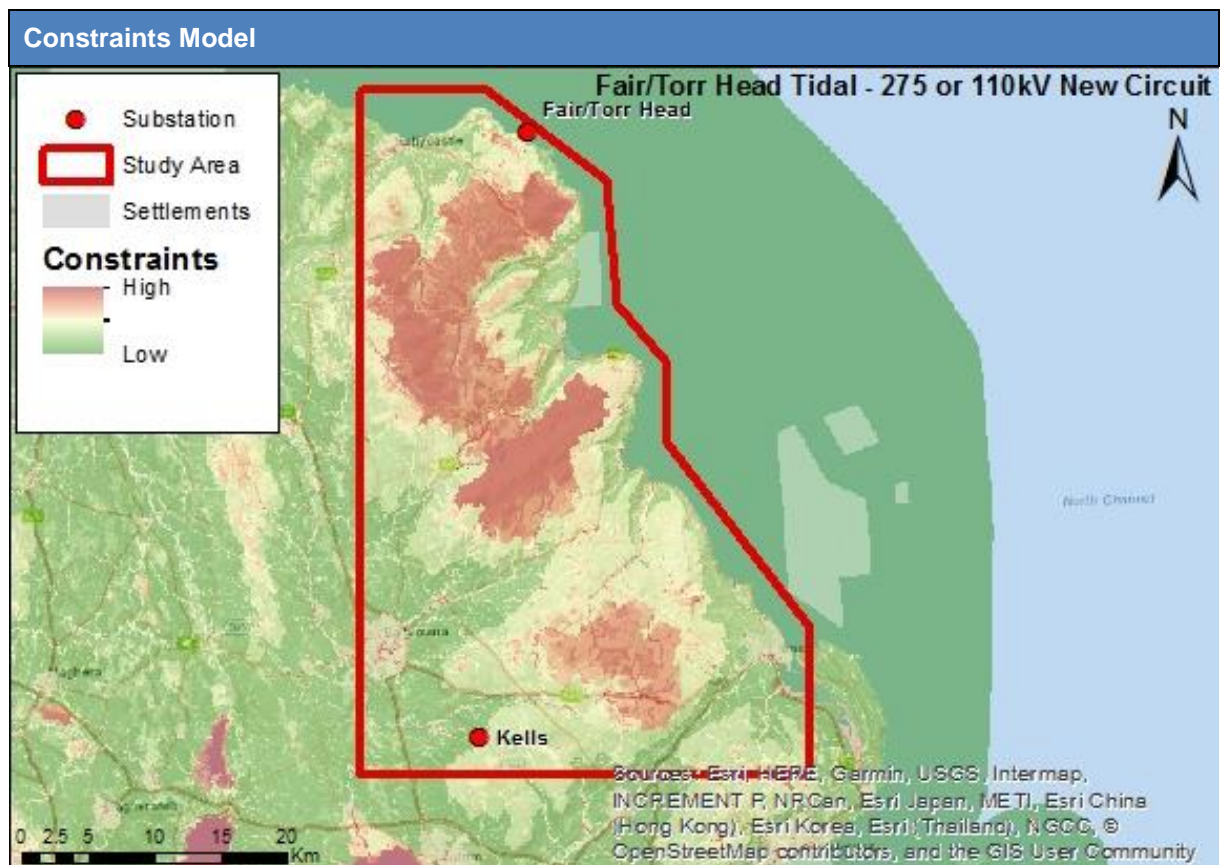 Constraints Model
Fair/Torr Head Tidal - 275 or 110kV New Circuit
Fair/Torr Head
N
Substation
Study Area
Settlements
Constraints
High
Low
North Channel
Maghera
Kells
0 2.5 5 10 15 20
Km
Sources: Esri, HERE, Garmin, USGS, Intermap,
INCREMENT P, NRCan, Esri Japan, METI, Esri China
(Hong Kong), Esri Korea, Esri (Thailand), NGCC, ©
OpenStreetMap contributors, and the GIS User Community